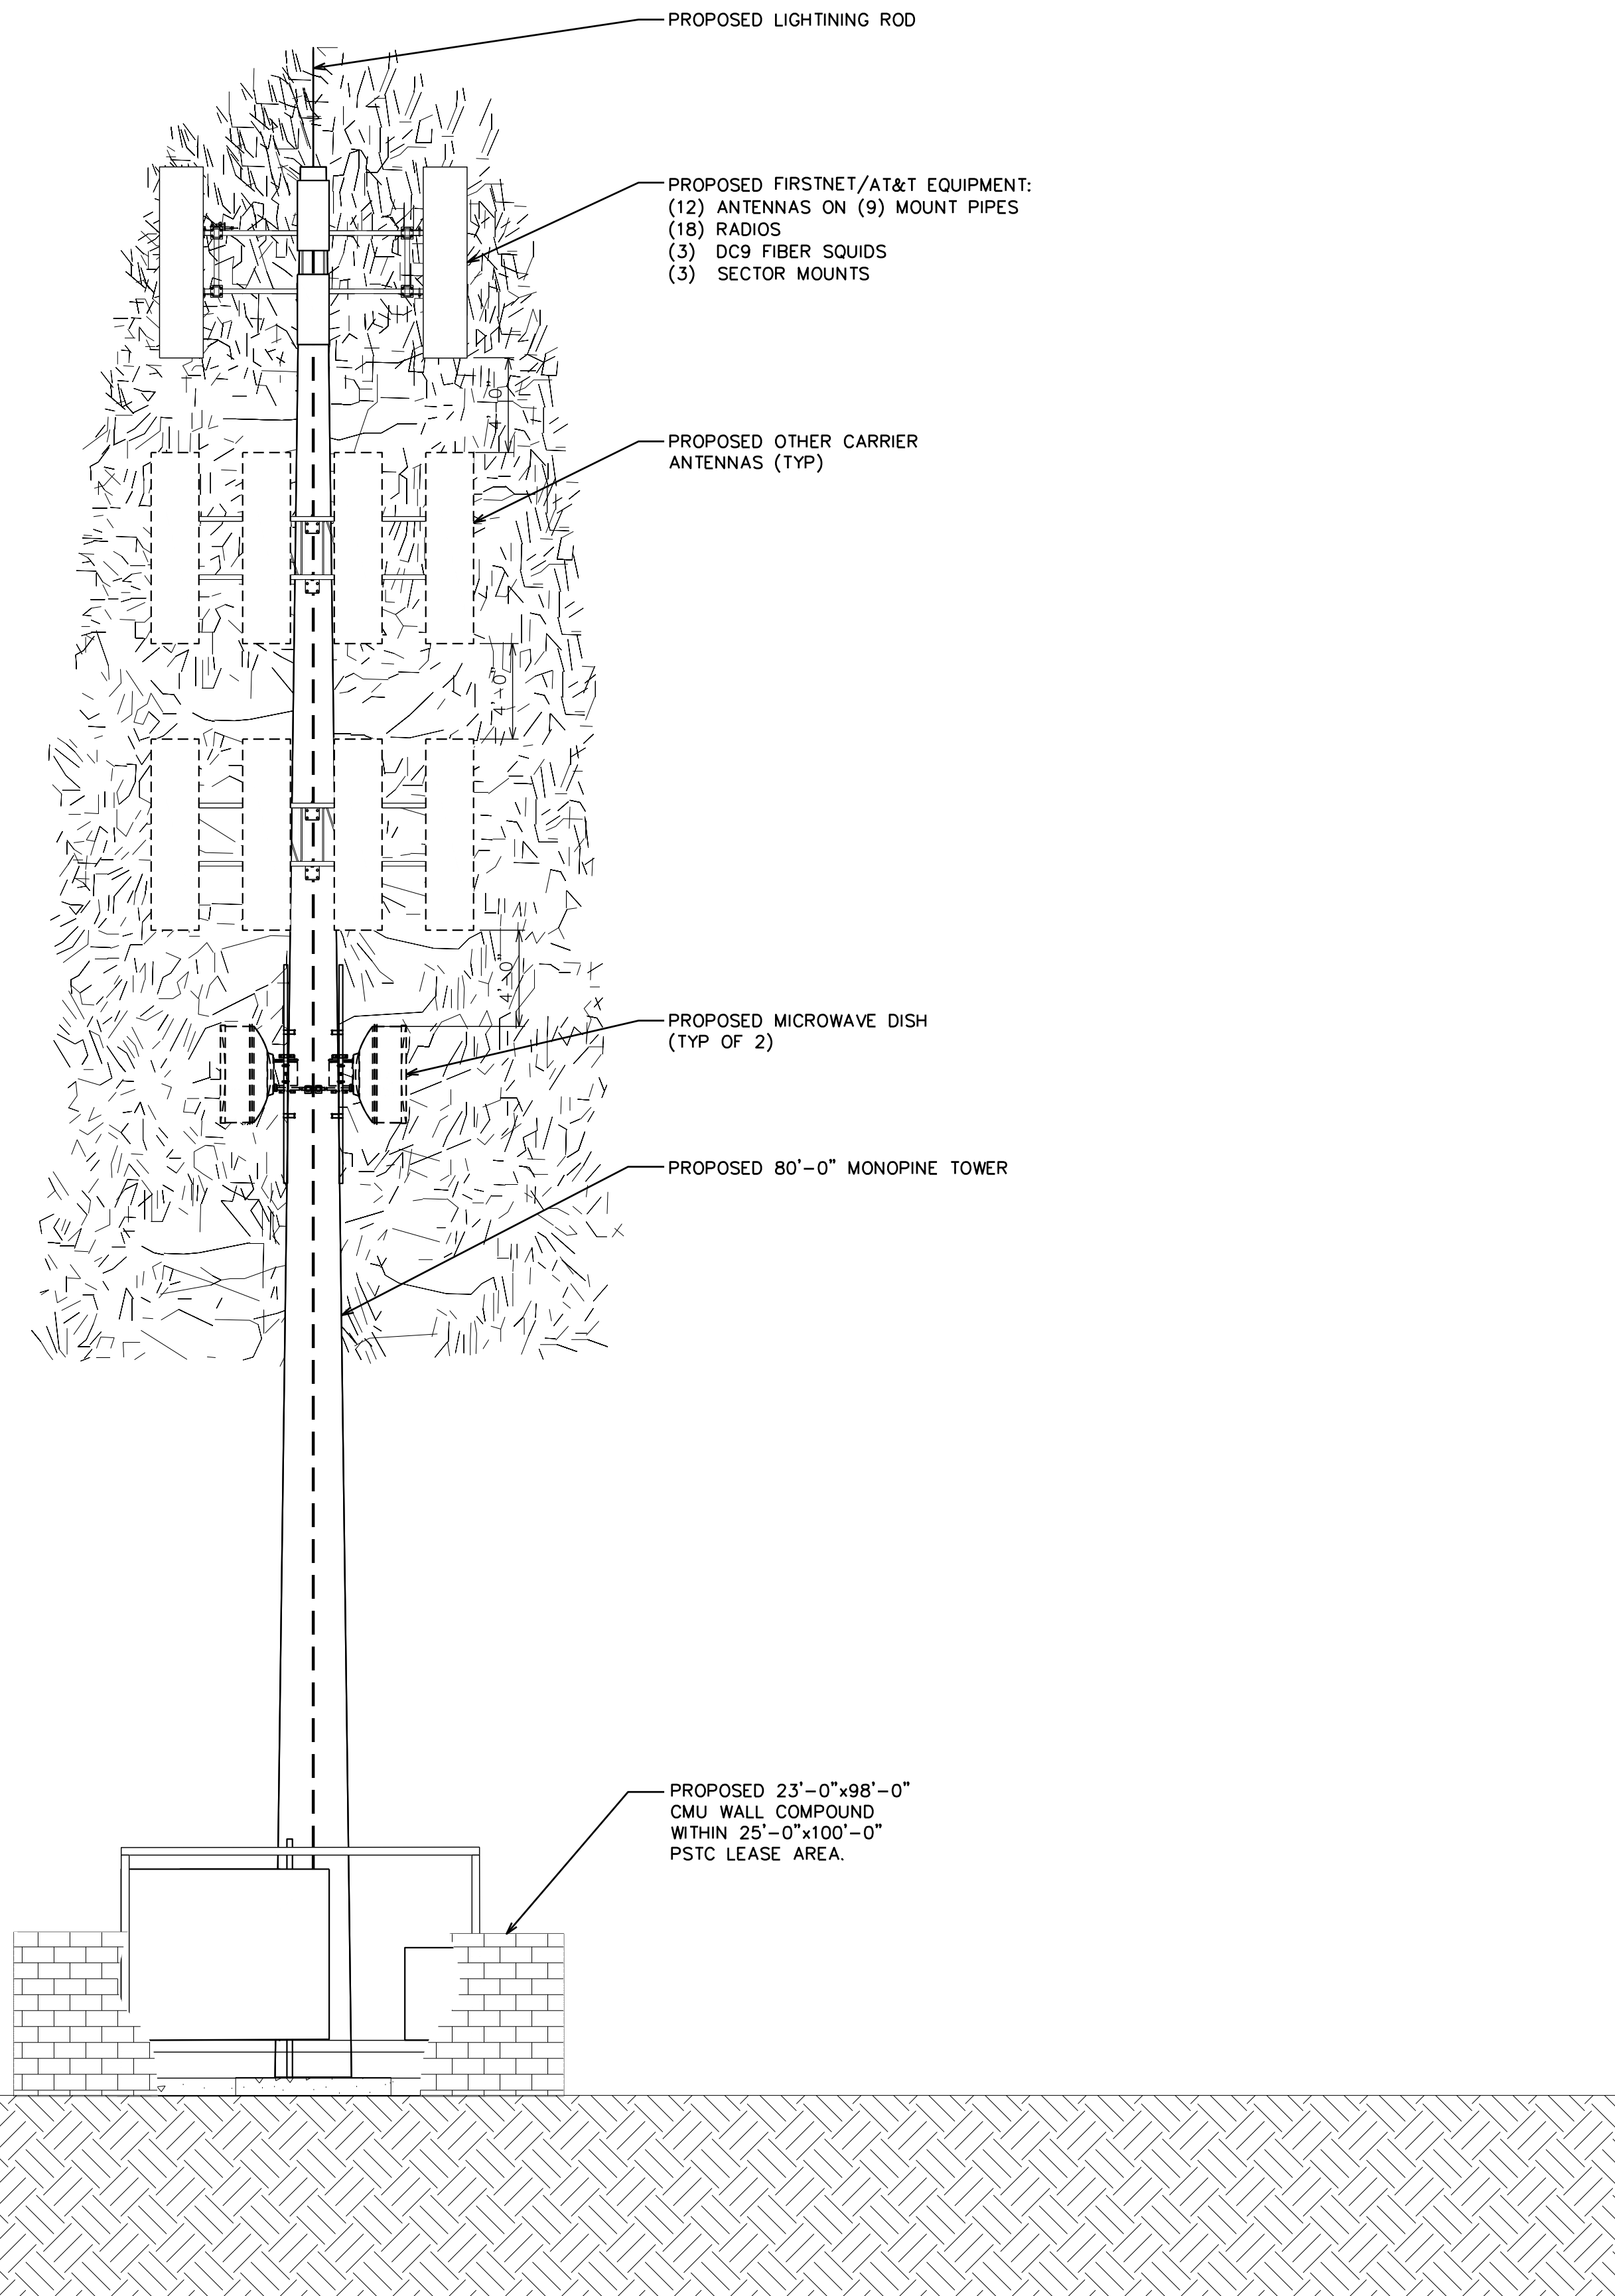 PROPOSED LIGHTINING ROD
PROPOSED FIRSTNET/AT&T EQUIPMENT:
(12) ANTENNAS ON (9) MOUNT PIPES
(18) RADIOS
(3) DC9 FIBER SQUIDS
(3) SECTOR MOUNTS
4'-0"
PROPOSED OTHER CARRIER
ANTENNAS (TYP)
4'-0"
4'-0"
PROPOSED MICROWAVE DISH
(TYP OF 2)
PROPOSED 80'-0" MONOPINE TOWER
PROPOSED 23'-0"x98'-0"
CMU WALL COMPOUND
WITHIN 25'-0"x100'-0"
PSTC LEASE AREA.